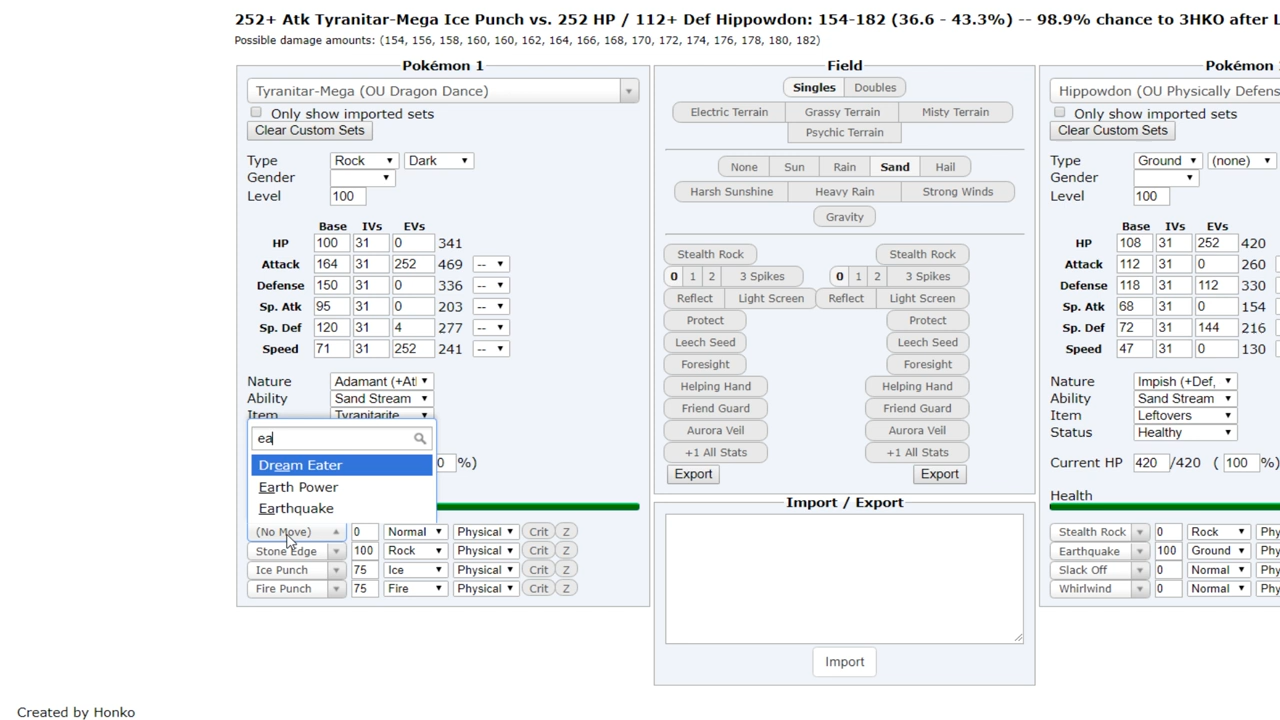 252+ Atk Tyranitar-Mega Ice Punch vs. 252 HP / 112+ Def Hippowdon: 154-182 (36.6 - 43.3%) -- 98.9% chance to 3HKO after
Possible damage amounts: (154, 156, 158, 160, 160, 162, 164, 166, 168, 170, 172, 174, 176, 178, 180, 182)
Pokémon 1
Tyranitar-Mega (OU Dragon Dance)
Only show imported sets
Clear Custom Sets
Type Rock Dark
Gender
Level 100
Base IVs EVs
HP 100 31 0 341
Attack 164 31 252 469 --
Defense 150 31 0 336 --
Sp. Atk 95 31 0 203 --
Sp. Def 120 31 4 277 --
Speed 71 31 252 241 --
Nature Adamant (+At
Ability Sand Stream
Item Tyranitarite
ea
0 %)
Dream Eater
Earth Power
Earthquake
(No Move) 0 Normal Physical Crit Z
Stone Edge 100 Rock Physical Crit Z
Ice Punch 75 Ice Physical Crit Z
Fire Punch 75 Fire Physical Crit Z
Field
Singles Doubles
Electric Terrain Grassy Terrain Misty Terrain
Psychic Terrain
None Sun Rain Sand Hail
Harsh Sunshine Heavy Rain Strong Winds
Gravity
Stealth Rock Stealth Rock
0 1 2 3 Spikes 0 1 2 3 Spikes
Reflect Light Screen Reflect Light Screen
Protect Protect
Leech Seed Leech Seed
Foresight Foresight
Helping Hand Helping Hand
Friend Guard Friend Guard
Aurora Veil Aurora Veil
+1 All Stats +1 All Stats
Export Export
Import / Export
Import
Pokémon
Hippowdon (OU Physically Defens
Only show imported sets
Clear Custom Sets
Type Ground (none)
Gender
Level 100
Base IVs EVs
HP 108 31 252 420
Attack 112 31 0 260
Defense 118 31 112 330
Sp. Atk 68 31 0 154
Sp. Def 72 31 144 216
Speed 47 31 0 130
Nature Impish (+Def,
Ability Sand Stream
Item Leftovers
Status Healthy
Current HP 420 /420 ( 100 %)
Health
Stealth Rock 0 Rock Phy
Earthquake 100 Ground Phy
Slack Off 0 Normal Phy
Whirlwind 0 Normal Phy
Created by Honko